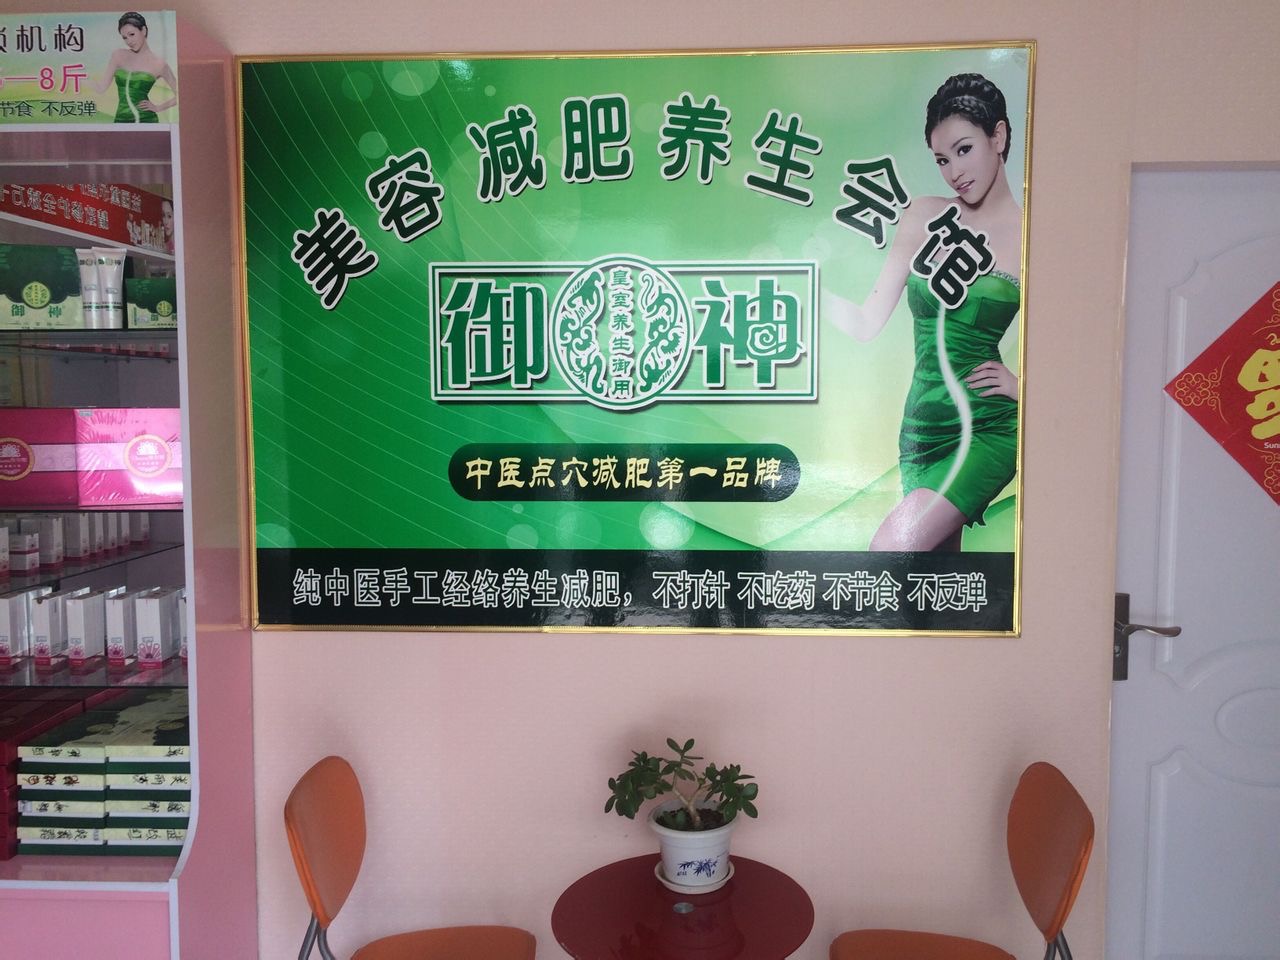 机构
8斤
节食 不反弹
美容 减肥 养生会馆
御 神
皇室养生御用
中医点穴减肥第一品牌
纯中医手工经络养生减肥，不打针 不吃药 不节食 不反弹
御 神